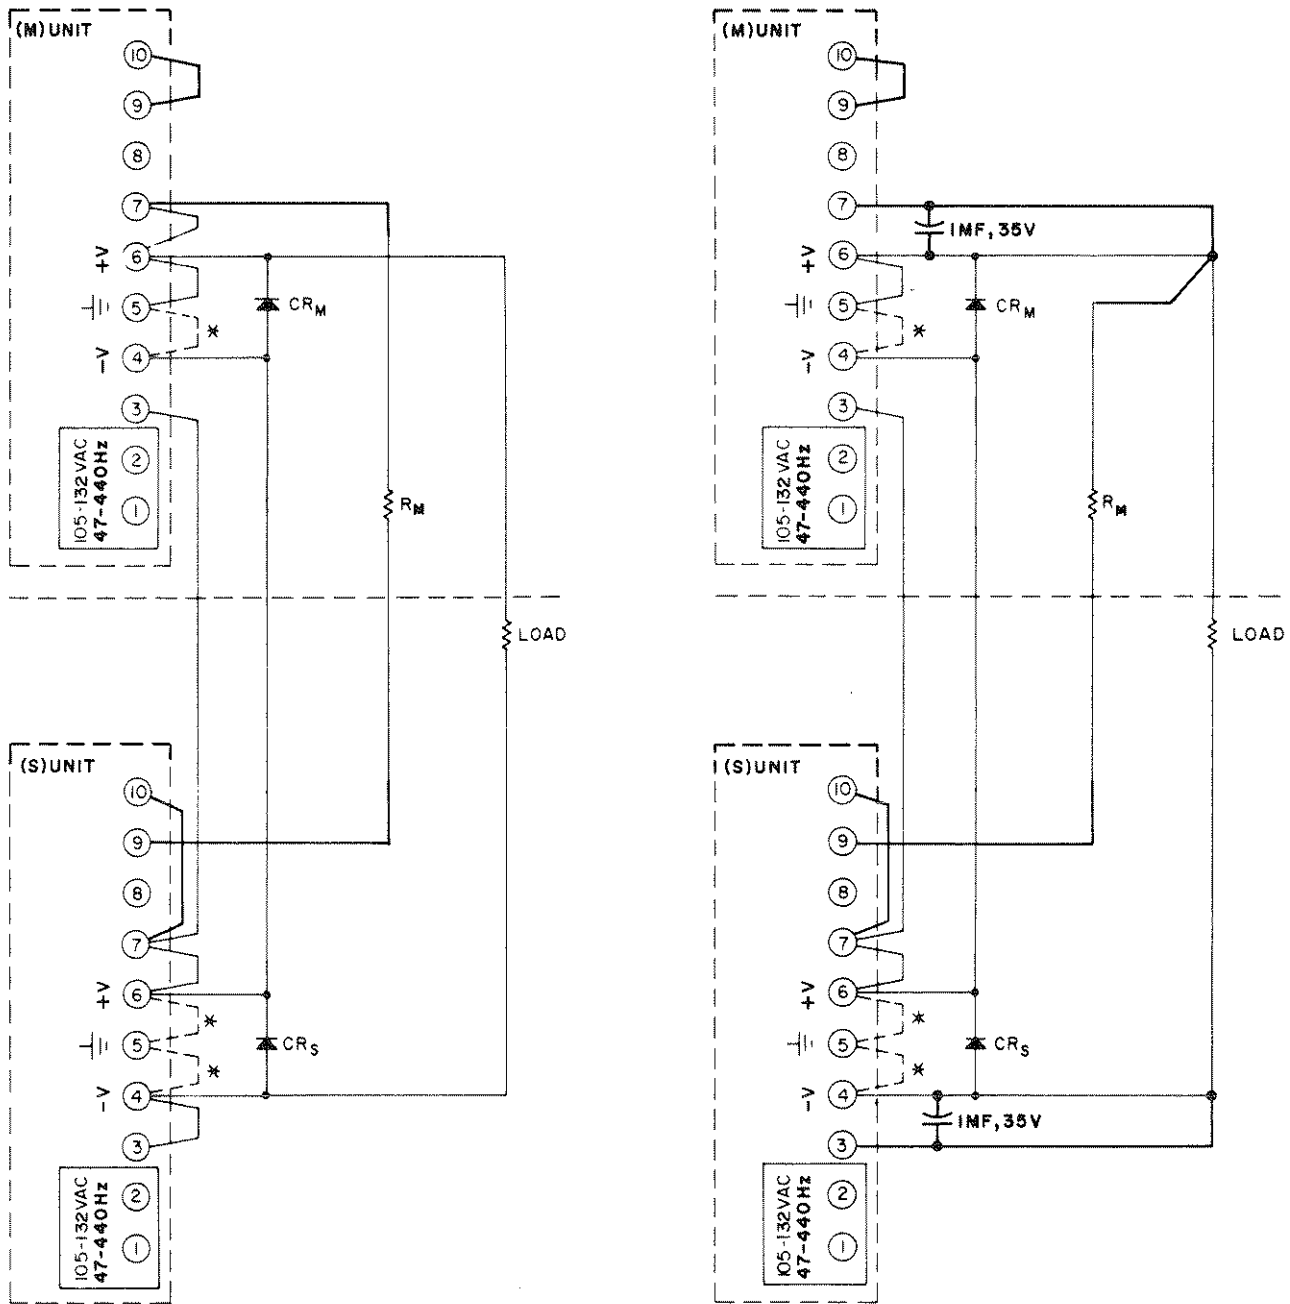 (M) UNIT
10
9
8
7
+V 6
5
*
-V 4
3
2
1
105-132VAC
47-440Hz
CRM
RM
LOAD
(S) UNIT
10
9
8
7
+V 6
*
5
*
-V 4
3
2
1
105-132VAC
47-440Hz
CRS
(M) UNIT
10
9
8
7
1MF, 35V
+V 6
5
*
-V 4
3
2
1
105-132VAC
47-440Hz
CRM
RM
LOAD
(S) UNIT
10
9
8
7
+V 6
*
5
*
-V 4
1MF, 35V
3
2
1
105-132VAC
47-440Hz
CRS